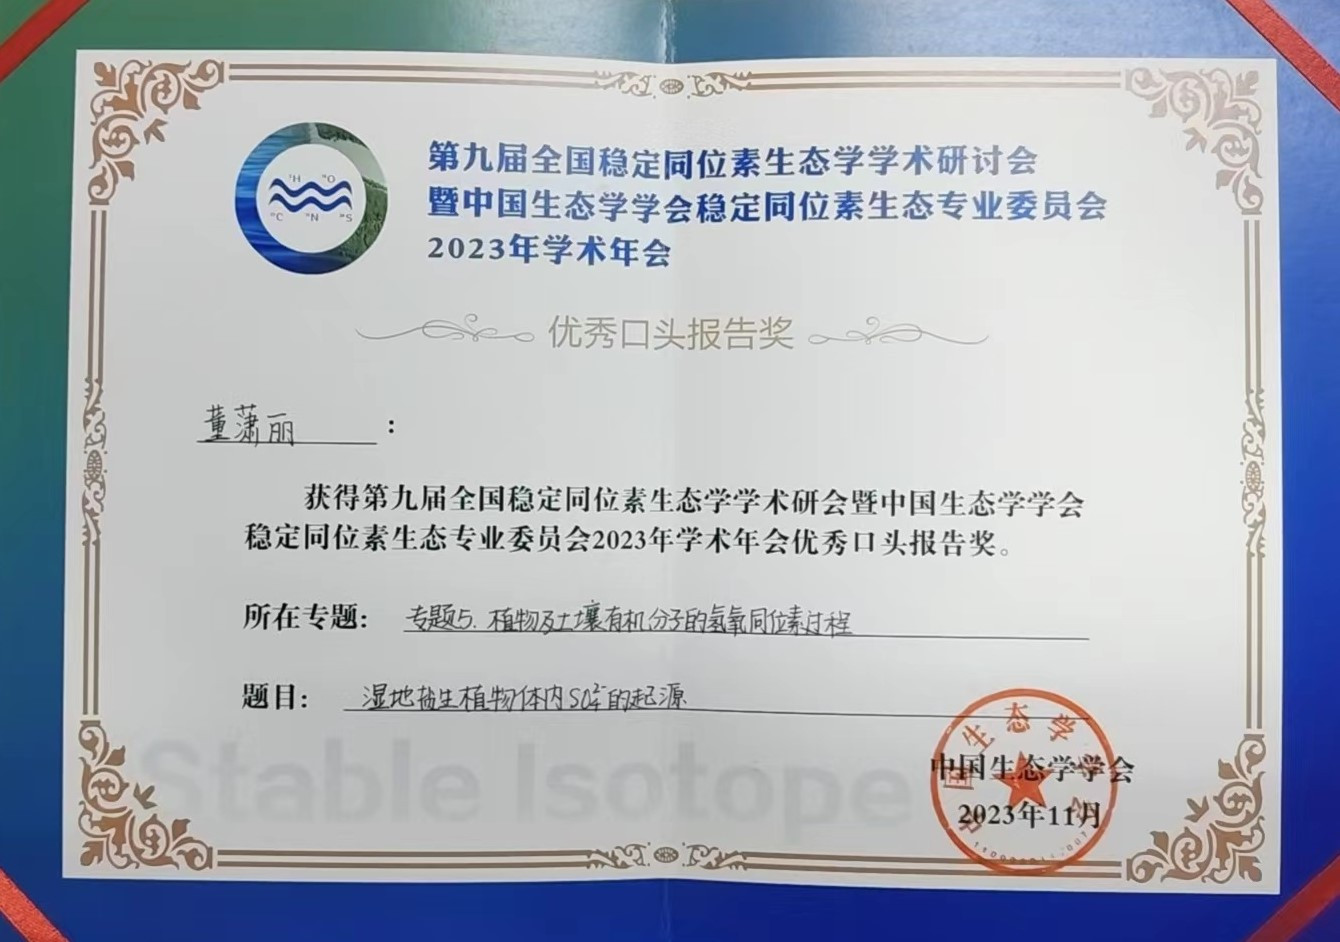 第九届全国稳定同位素生态学学术研讨会
暨中国生态学学会稳定同位素生态专业委员会
2023年学术年会
²H ¹⁸O
¹³C ¹⁵N ³⁴S
优秀口头报告奖
董潇丽：
获得第九届全国稳定同位素生态学学术研会暨中国生态学学会
稳定同位素生态专业委员会2023年学术年会优秀口头报告奖。
所在专题：专题5. 植物及土壤有机分子的氢氧同位素过程
题目：湿地盐生植物体内SO₄²⁻的起源
Stable Isotope
中国生态学学会
2023年11月